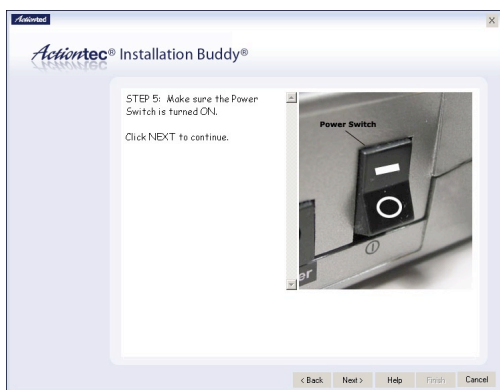 Actiontec
Actiontec® Installation Buddy®
STEP 5: Make sure the Power
Switch is turned ON.
Click NEXT to continue.
Power Switch
er
< Back
Next >
Help
Finish
Cancel